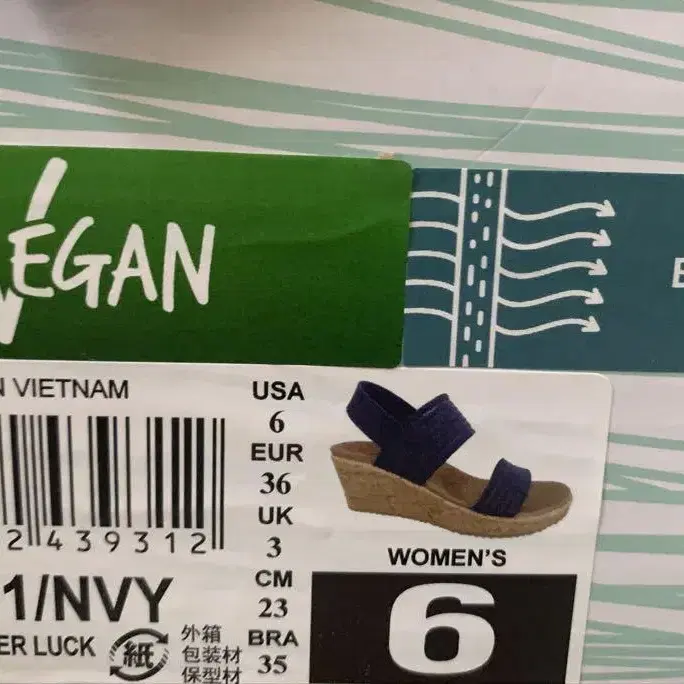 VEGAN
N VIETNAM
2439312
1/NVY
ER LUCK
紙
外箱
包装材
保型材
USA
6
EUR
36
UK
3
CM
23
BRA
35
WOMEN'S
6